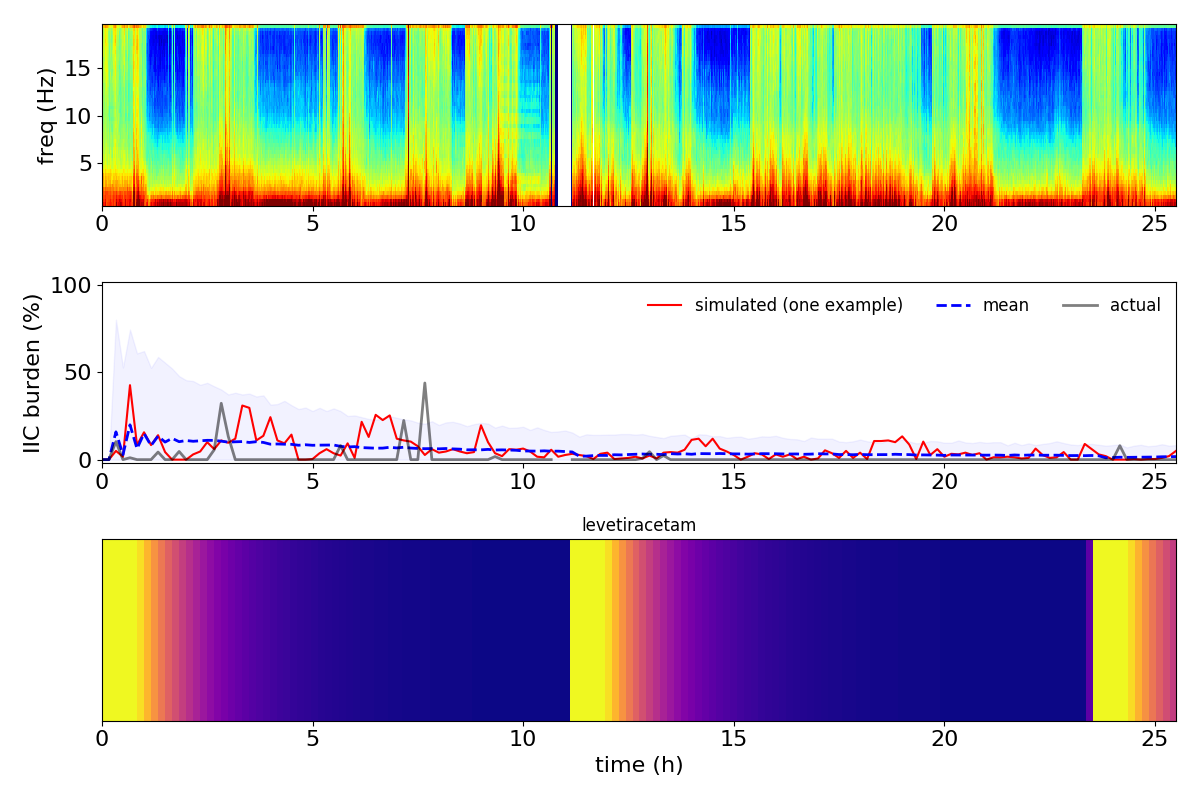 freq (Hz)
15
10
5
0 5 10 15 20 25
IIC burden (%)
100
50
0
simulated (one example) mean actual
0 5 10 15 20 25
levetiracetam
0 5 10 15 20 25
time (h)